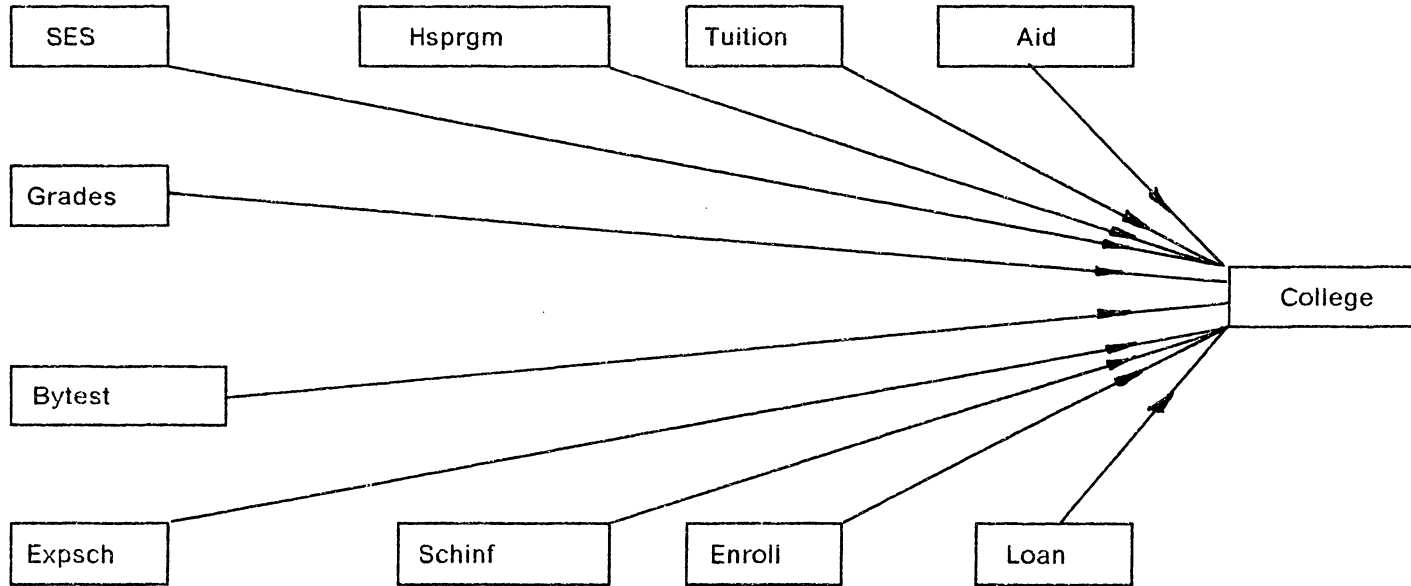 SES
Hsprgm
Tuition
Aid
Grades
College
Bytest
Expsch
Schinf
Enroll
Loan